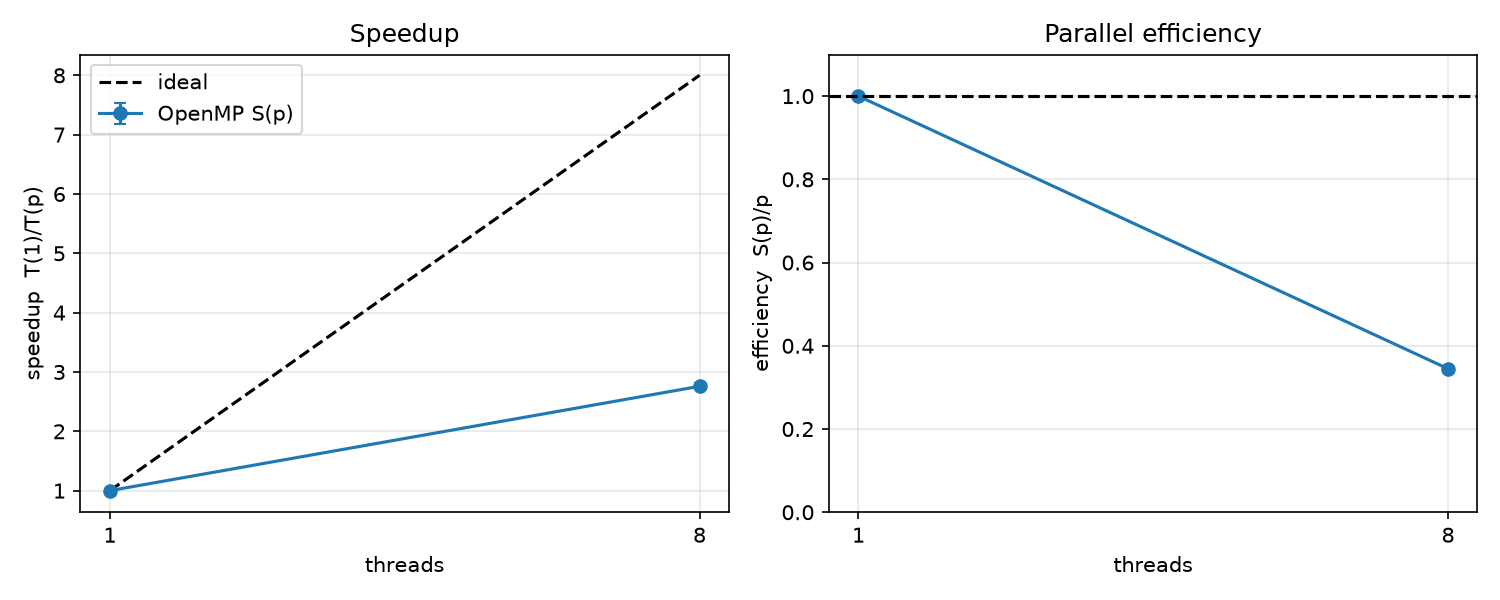 Speedup
8
7
6
5
4
3
2
1
speedup T(1)/T(p)
ideal
OpenMP S(p)
1
8
threads
Parallel efficiency
1.0
0.8
0.6
0.4
0.2
0.0
efficiency S(p)/p
1
8
threads